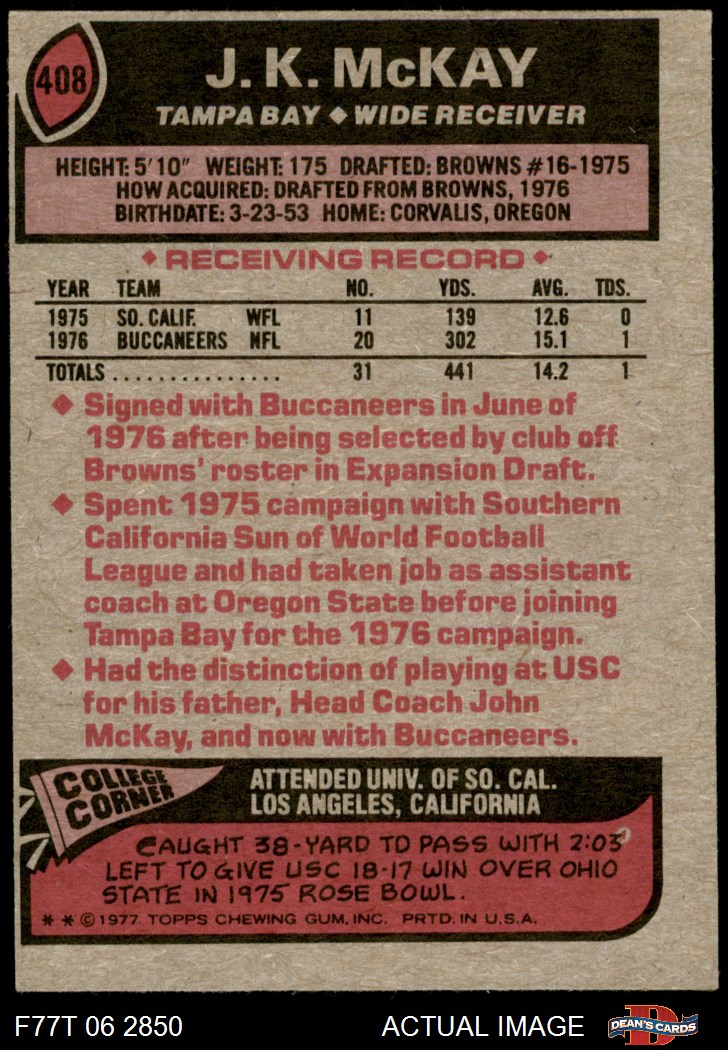 408
J. K. McKAY
TAMPA BAY ◆ WIDE RECEIVER
HEIGHT: 5'10" WEIGHT: 175 DRAFTED: BROWNS #16-1975
HOW ACQUIRED: DRAFTED FROM BROWNS, 1976
BIRTHDATE: 3-23-53 HOME: CORVALIS, OREGON
◆ RECEIVING RECORD ◆
YEAR TEAM NO. YDS. AVG. TDS.
1975 SO. CALIF. WFL 11 139 12.6 0
1976 BUCCANEERS NFL 20 302 15.1 1
TOTALS . . . . . . . . . . . . . . . 31 441 14.2 1
◆ Signed with Buccaneers in June of
1976 after being selected by club off
Browns' roster in Expansion Draft.
◆ Spent 1975 campaign with Southern
California Sun of World Football
League and had taken job as assistant
coach at Oregon State before joining
Tampa Bay for the 1976 campaign.
◆ Had the distinction of playing at USC
for his father, Head Coach John
McKay, and now with Buccaneers.
COLLEGE
CORNER
ATTENDED UNIV. OF SO. CAL.
LOS ANGELES, CALIFORNIA
CAUGHT 38-YARD TD PASS WITH 2:03
LEFT TO GIVE USC 18-17 WIN OVER OHIO
STATE IN 1975 ROSE BOWL.
* * © 1977 TOPPS CHEWING GUM, INC. PRTD. IN U.S.A.
F77T 06 2850 ACTUAL IMAGE
D
DEAN'S CARDS